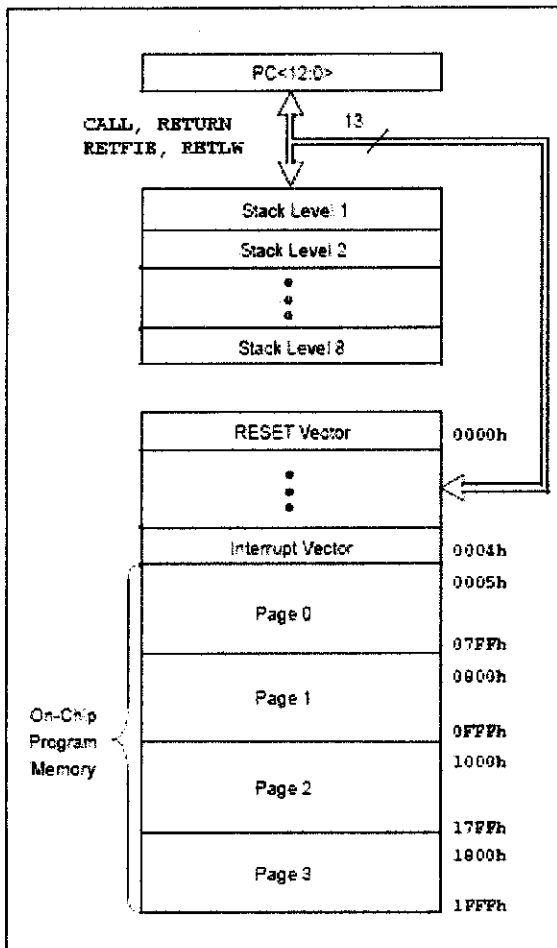 PC<12:0>
CALL, RETURN
RETFIE, RETLW
13
Stack Level 1
Stack Level 2
Stack Level 8
RESET Vector
0000h
Interrupt Vector
0004h
0005h
Page 0
07FFh
0800h
Page 1
0FFFh
On-Chip
Program
Memory
1000h
Page 2
17FFh
1800h
Page 3
1FFFh